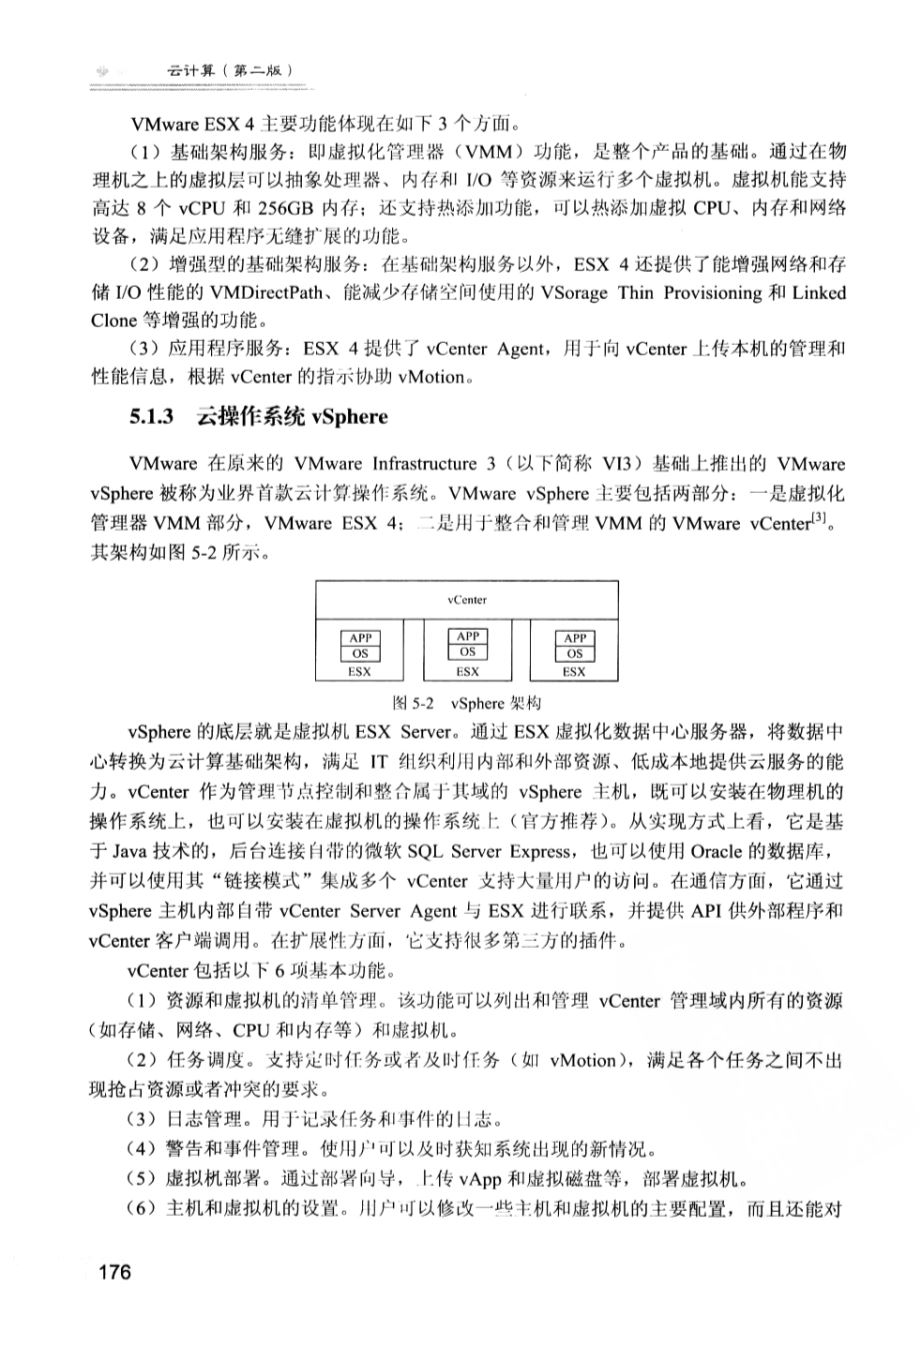 云计算（第二版）
VMware ESX 4 主要功能体现在如下 3 个方面。
（1）基础架构服务：即虚拟化管理器（VMM）功能，是整个产品的基础。通过在物
理机之上的虚拟层可以抽象处理器、内存和 I/O 等资源来运行多个虚拟机。虚拟机能支持
高达 8 个 vCPU 和 256GB 内存；还支持热添加功能，可以热添加虚拟 CPU、内存和网络
设备，满足应用程序无缝扩展的功能。
（2）增强型的基础架构服务：在基础架构服务以外，ESX 4 还提供了能增强网络和存
储 I/O 性能的 VMDirectPath、能减少存储空间使用的 VSorage Thin Provisioning 和 Linked
Clone 等增强的功能。
（3）应用程序服务：ESX 4 提供了 vCenter Agent，用于向 vCenter 上传本机的管理和
性能信息，根据 vCenter 的指示协助 vMotion。
5.1.3 云操作系统 vSphere
VMware 在原来的 VMware Infrastructure 3（以下简称 VI3）基础上推出的 VMware
vSphere 被称为业界首款云计算操作系统。VMware vSphere 主要包括两部分：一是虚拟化
管理器 VMM 部分，VMware ESX 4；二是用于整合和管理 VMM 的 VMware vCenter[3]。
其架构如图 5-2 所示。
vCenter
APP APP APP
OS OS OS
ESX ESX ESX
图 5-2 vSphere 架构
vSphere 的底层就是虚拟机 ESX Server。通过 ESX 虚拟化数据中心服务器，将数据中
心转换为云计算基础架构，满足 IT 组织利用内部和外部资源、低成本地提供云服务的能
力。vCenter 作为管理节点控制和整合属于其域的 vSphere 主机，既可以安装在物理机的
操作系统上，也可以安装在虚拟机的操作系统上（官方推荐）。从实现方式上看，它是基
于 Java 技术的，后台连接自带的微软 SQL Server Express，也可以使用 Oracle 的数据库，
并可以使用其“链接模式”集成多个 vCenter 支持大量用户的访问。在通信方面，它通过
vSphere 主机内部自带 vCenter Server Agent 与 ESX 进行联系，并提供 API 供外部程序和
vCenter 客户端调用。在扩展性方面，它支持很多第三方的插件。
vCenter 包括以下 6 项基本功能。
（1）资源和虚拟机的清单管理。该功能可以列出和管理 vCenter 管理域内所有的资源
（如存储、网络、CPU 和内存等）和虚拟机。
（2）任务调度。支持定时任务或者及时任务（如 vMotion），满足各个任务之间不出
现抢占资源或者冲突的要求。
（3）日志管理。用于记录任务和事件的日志。
（4）警告和事件管理。使用户可以及时获知系统出现的新情况。
（5）虚拟机部署。通过部署向导，上传 vApp 和虚拟磁盘等，部署虚拟机。
（6）主机和虚拟机的设置。用户可以修改一些主机和虚拟机的主要配置，而且还能对
176